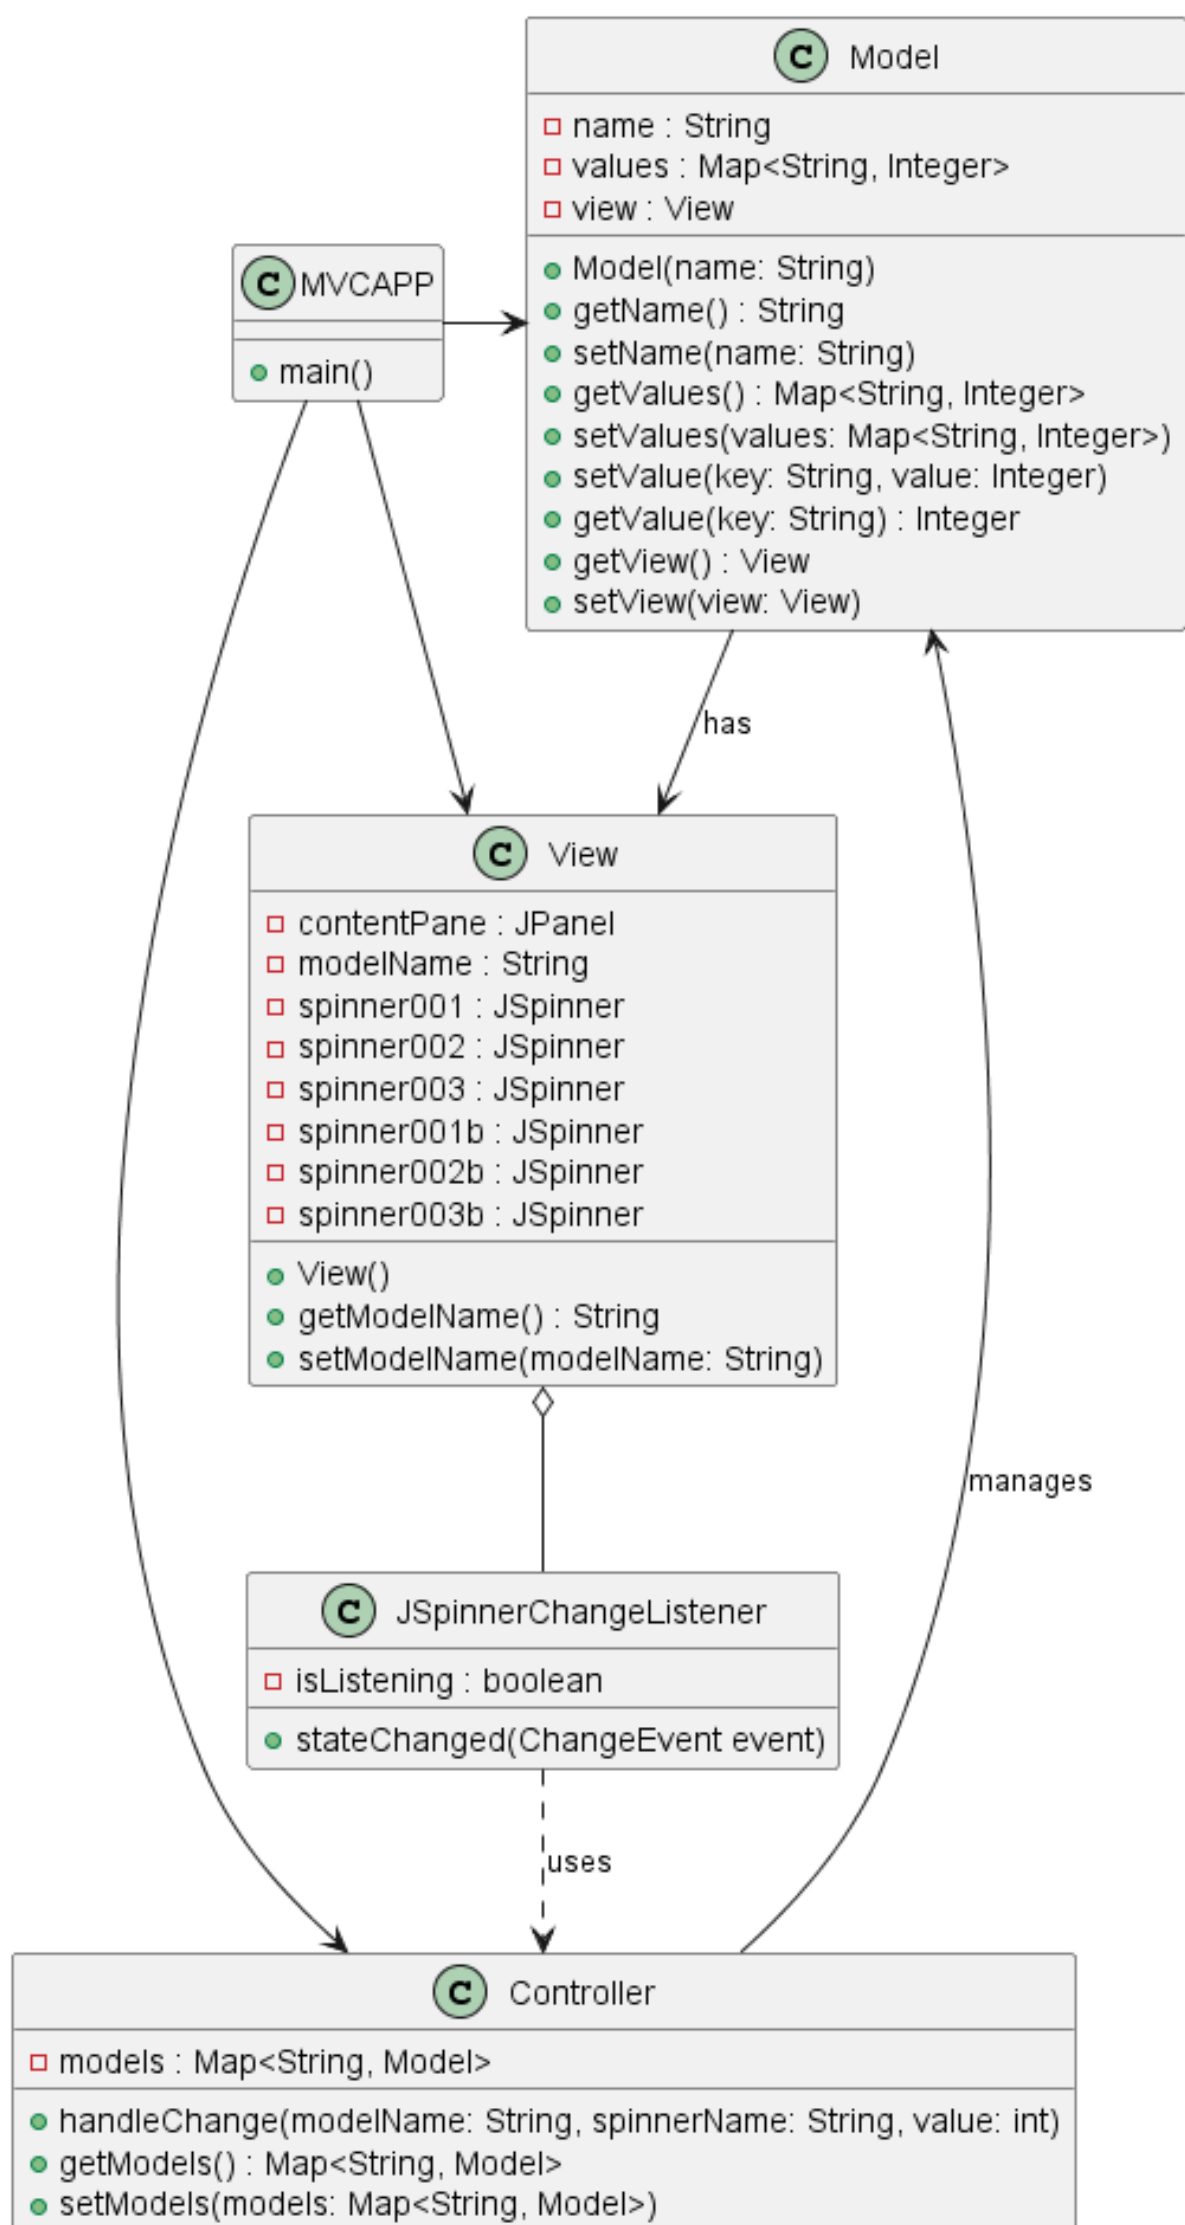 C Model
name : String
values : Map<String, Integer>
view : View
Model(name: String)
getName() : String
setName(name: String)
getValues() : Map<String, Integer>
setValues(values: Map<String, Integer>)
setValue(key: String, value: Integer)
getValue(key: String) : Integer
getView() : View
setView(view: View)
C MVCAPP
main()
has
C View
contentPane : JPanel
modelName : String
spinner001 : JSpinner
spinner002 : JSpinner
spinner003 : JSpinner
spinner001b : JSpinner
spinner002b : JSpinner
spinner003b : JSpinner
View()
getModelName() : String
setModelName(modelName: String)
manages
C JSpinnerChangeListener
isListening : boolean
stateChanged(ChangeEvent event)
uses
C Controller
models : Map<String, Model>
handleChange(modelName: String, spinnerName: String, value: int)
getModels() : Map<String, Model>
setModels(models: Map<String, Model>)